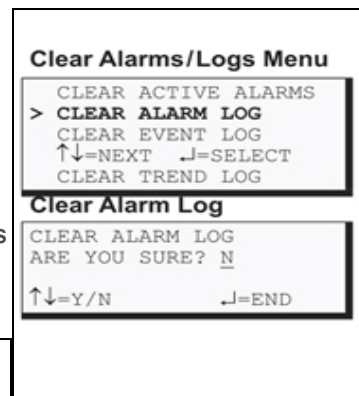 Clear Alarms/Logs Menu
CLEAR ACTIVE ALARMS
> CLEAR ALARM LOG
CLEAR EVENT LOG
↑↓=NEXT ↵=SELECT
CLEAR TREND LOG
Clear Alarm Log
s CLEAR ALARM LOG
ARE YOU SURE? N
↑↓=Y/N ↵=END